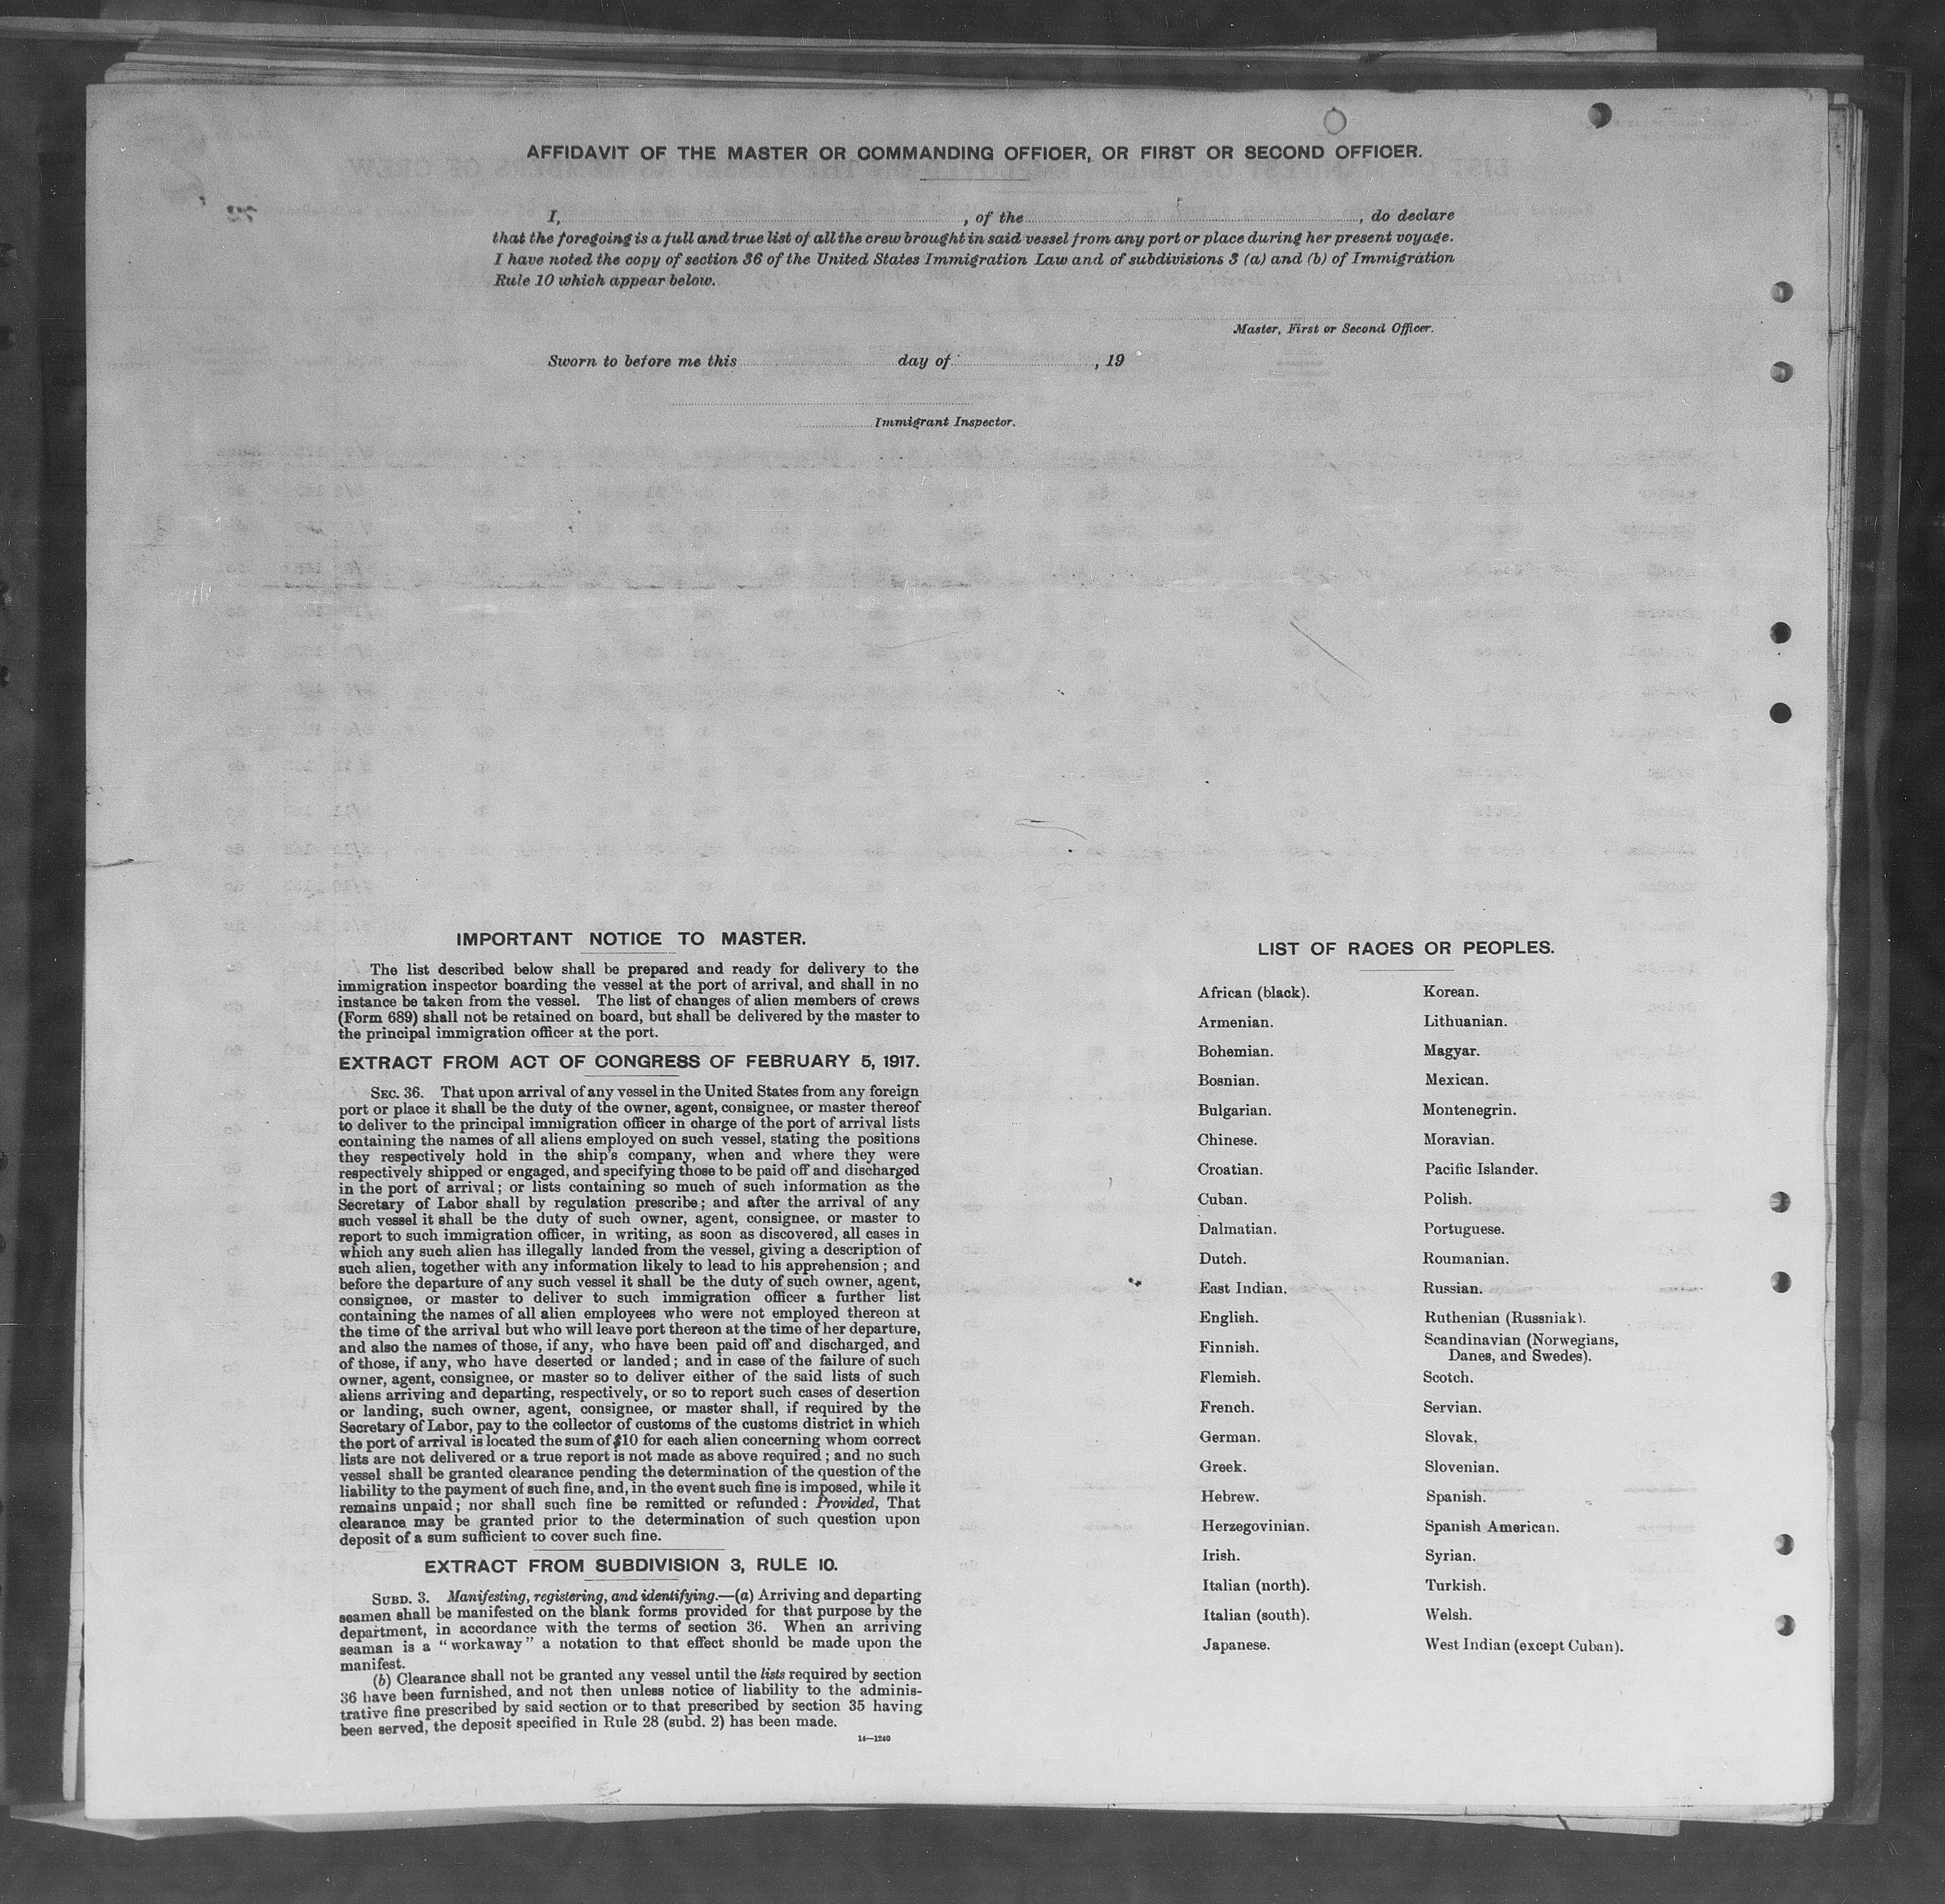 AFFIDAVIT OF THE MASTER OR COMMANDING OFFICER, OR FIRST OR SECOND OFFICER.
I, , of the , do declare
that the foregoing is a full and true list of all the crew brought in said vessel from any port or place during her present voyage.
I have noted the copy of section 36 of the United States Immigration Law and of subdivisions 3 (a) and (b) of Immigration
Rule 10 which appear below.
Master, First or Second Officer.
Sworn to before me this day of , 19
Immigrant Inspector.
IMPORTANT NOTICE TO MASTER.
The list described below shall be prepared and ready for delivery to the
immigration inspector boarding the vessel at the port of arrival, and shall in no
instance be taken from the vessel. The list of changes of alien members of crews
(Form 689) shall not be retained on board, but shall be delivered by the master to
the principal immigration officer at the port.
EXTRACT FROM ACT OF CONGRESS OF FEBRUARY 5, 1917.
SEC. 36. That upon arrival of any vessel in the United States from any foreign
port or place it shall be the duty of the owner, agent, consignee, or master thereof
to deliver to the principal immigration officer in charge of the port of arrival lists
containing the names of all aliens employed on such vessel, stating the positions
they respectively hold in the ship's company, when and where they were
respectively shipped or engaged, and specifying those to be paid off and discharged
in the port of arrival; or lists containing so much of such information as the
Secretary of Labor shall by regulation prescribe; and after the arrival of any
such vessel it shall be the duty of such owner, agent, consignee, or master to
report to such immigration officer, in writing, as soon as discovered, all cases in
which any such alien has illegally landed from the vessel, giving a description of
such alien, together with any information likely to lead to his apprehension; and
before the departure of any such vessel it shall be the duty of such owner, agent,
consignee, or master to deliver to such immigration officer a further list
containing the names of all alien employees who were not employed thereon at
the time of the arrival but who will leave port thereon at the time of her departure,
and also the names of those, if any, who have been paid off and discharged, and
of those, if any, who have deserted or landed; and in case of the failure of such
owner, agent, consignee, or master so to deliver either of the said lists of such
aliens arriving and departing, respectively, or so to report such cases of desertion
or landing, such owner, agent, consignee, or master shall, if required by the
Secretary of Labor, pay to the collector of customs of the customs district in which
the port of arrival is located the sum of $10 for each alien concerning whom correct
lists are not delivered or a true report is not made as above required; and no such
vessel shall be granted clearance pending the determination of the question of the
liability to the payment of such fine, and, in the event such fine is imposed, while it
remains unpaid; nor shall such fine be remitted or refunded: Provided, That
clearance may be granted prior to the determination of such question upon
deposit of a sum sufficient to cover such fine.
EXTRACT FROM SUBDIVISION 3, RULE 10.
SUBD. 3. Manifesting, registering, and identifying.—(a) Arriving and departing
seamen shall be manifested on the blank forms provided for that purpose by the
department, in accordance with the terms of section 36. When an arriving
seaman is a "workaway" a notation to that effect should be made upon the
manifest.
(b) Clearance shall not be granted any vessel until the lists required by section
36 have been furnished, and not then unless notice of liability to the adminis-
trative fine prescribed by said section or to that prescribed by section 35 having
been served, the deposit specified in Rule 28 (subd. 2) has been made.
14—1240
LIST OF RACES OR PEOPLES.
African (black).
Armenian.
Bohemian.
Bosnian.
Bulgarian.
Chinese.
Croatian.
Cuban.
Dalmatian.
Dutch.
East Indian.
English.
Finnish.
Flemish.
French.
German.
Greek.
Hebrew.
Herzegovinian.
Irish.
Italian (north).
Italian (south).
Japanese.
Korean.
Lithuanian.
Magyar.
Mexican.
Montenegrin.
Moravian.
Pacific Islander.
Polish.
Portuguese.
Roumanian.
Russian.
Ruthenian (Russniak).
Scandinavian (Norwegians,
Danes, and Swedes).
Scotch.
Servian.
Slovak.
Slovenian.
Spanish.
Spanish American.
Syrian.
Turkish.
Welsh.
West Indian (except Cuban).